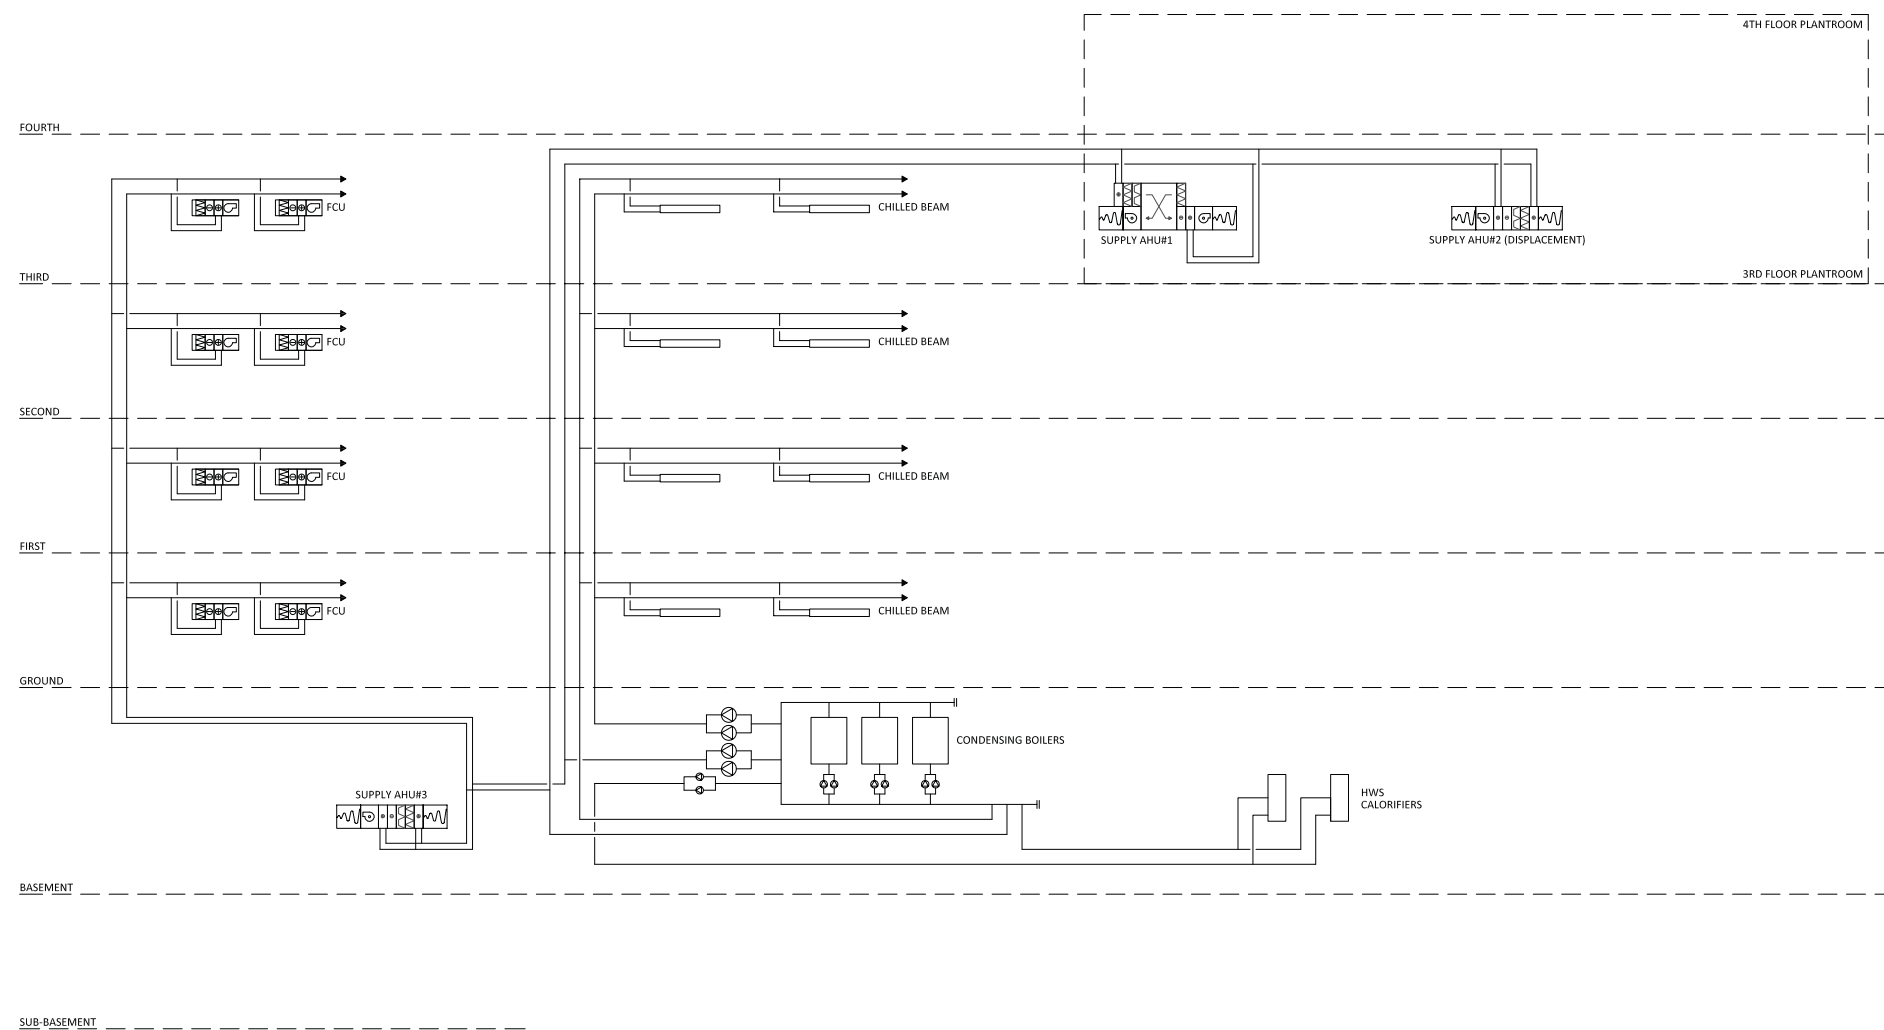 4TH FLOOR PLANTROOM
FOURTH
FCU
CHILLED BEAM
SUPPLY AHU#1
SUPPLY AHU#2 (DISPLACEMENT)
THIRD
3RD FLOOR PLANTROOM
FCU
CHILLED BEAM
SECOND
FCU
CHILLED BEAM
FIRST
FCU
CHILLED BEAM
GROUND
CONDENSING BOILERS
SUPPLY AHU#3
HWS
CALORIFIERS
BASEMENT
SUB-BASEMENT